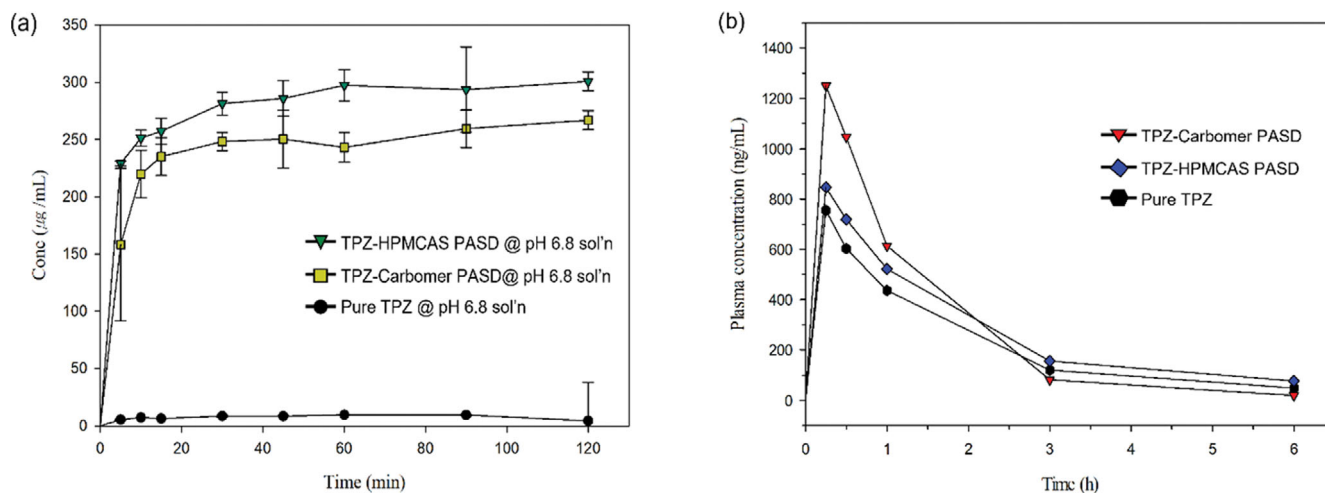 (a)
350
300
250
200
150
100
50
0
Conc (µg /mL)
TPZ-HPMCAS PASD @ pH 6.8 sol'n
TPZ-Carbomer PASD@ pH 6.8 sol'n
Pure TPZ @ pH 6.8 sol'n
0 20 40 60 80 100 120
Time (min)
(b)
1400
1200
1000
800
600
400
200
0
Plasma concentration (ng/mL)
TPZ-Carbomer PASD
TPZ-HPMCAS PASD
Pure TPZ
0 1 2 3 4 5 6
Timc (h)